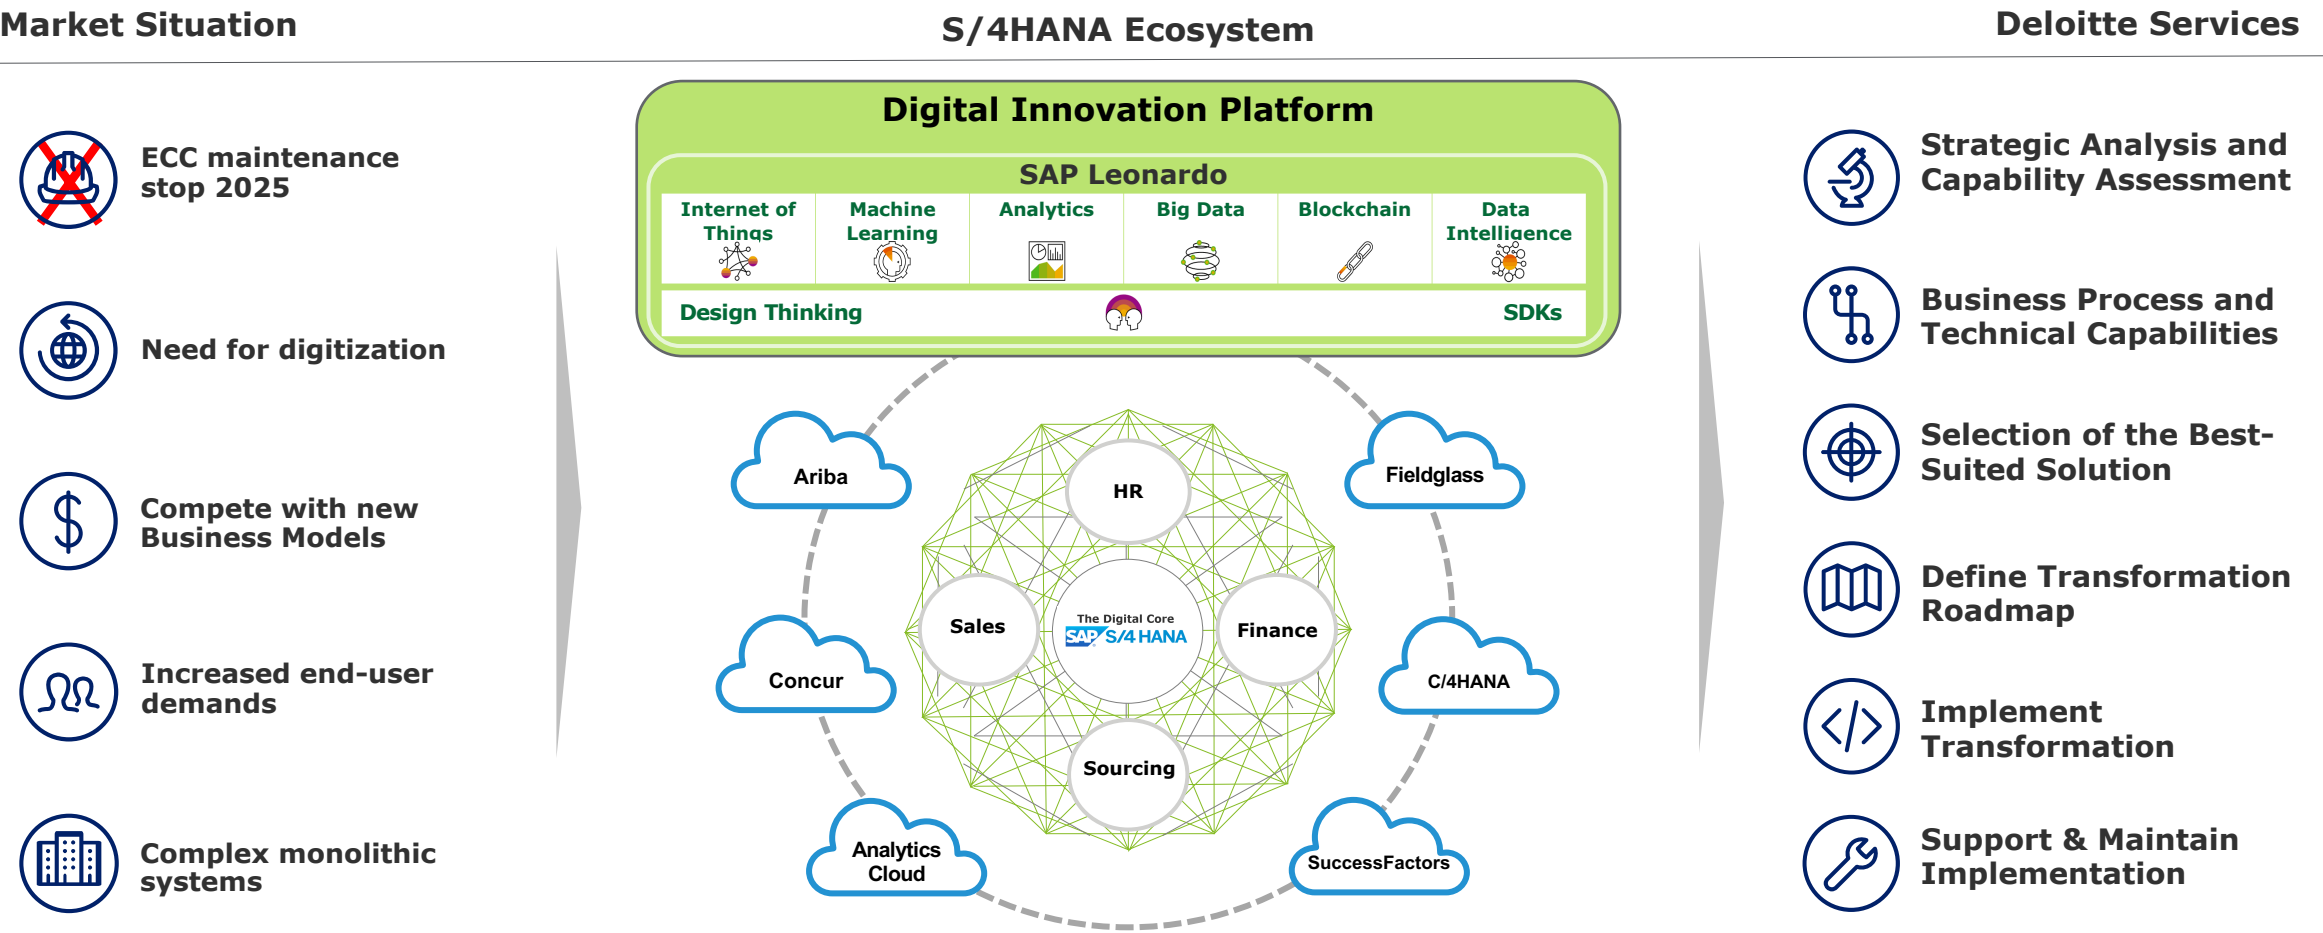 Market Situation
S/4HANA Ecosystem
Deloitte Services
ECC maintenance
stop 2025
Need for digitization
Compete with new
Business Models
Increased end-user
demands
Complex monolithic
systems
Digital Innovation Platform
SAP Leonardo
Internet of
Things
Machine
Learning
Analytics
Big Data
Blockchain
Data
Intelligence
Design Thinking
SDKs
Ariba
Fieldglass
HR
Sales
The Digital Core
SAP S/4HANA
Finance
Concur
C/4HANA
Sourcing
Analytics
Cloud
SuccessFactors
Strategic Analysis and
Capability Assessment
Business Process and
Technical Capabilities
Selection of the Best-
Suited Solution
Define Transformation
Roadmap
Implement
Transformation
Support & Maintain
Implementation